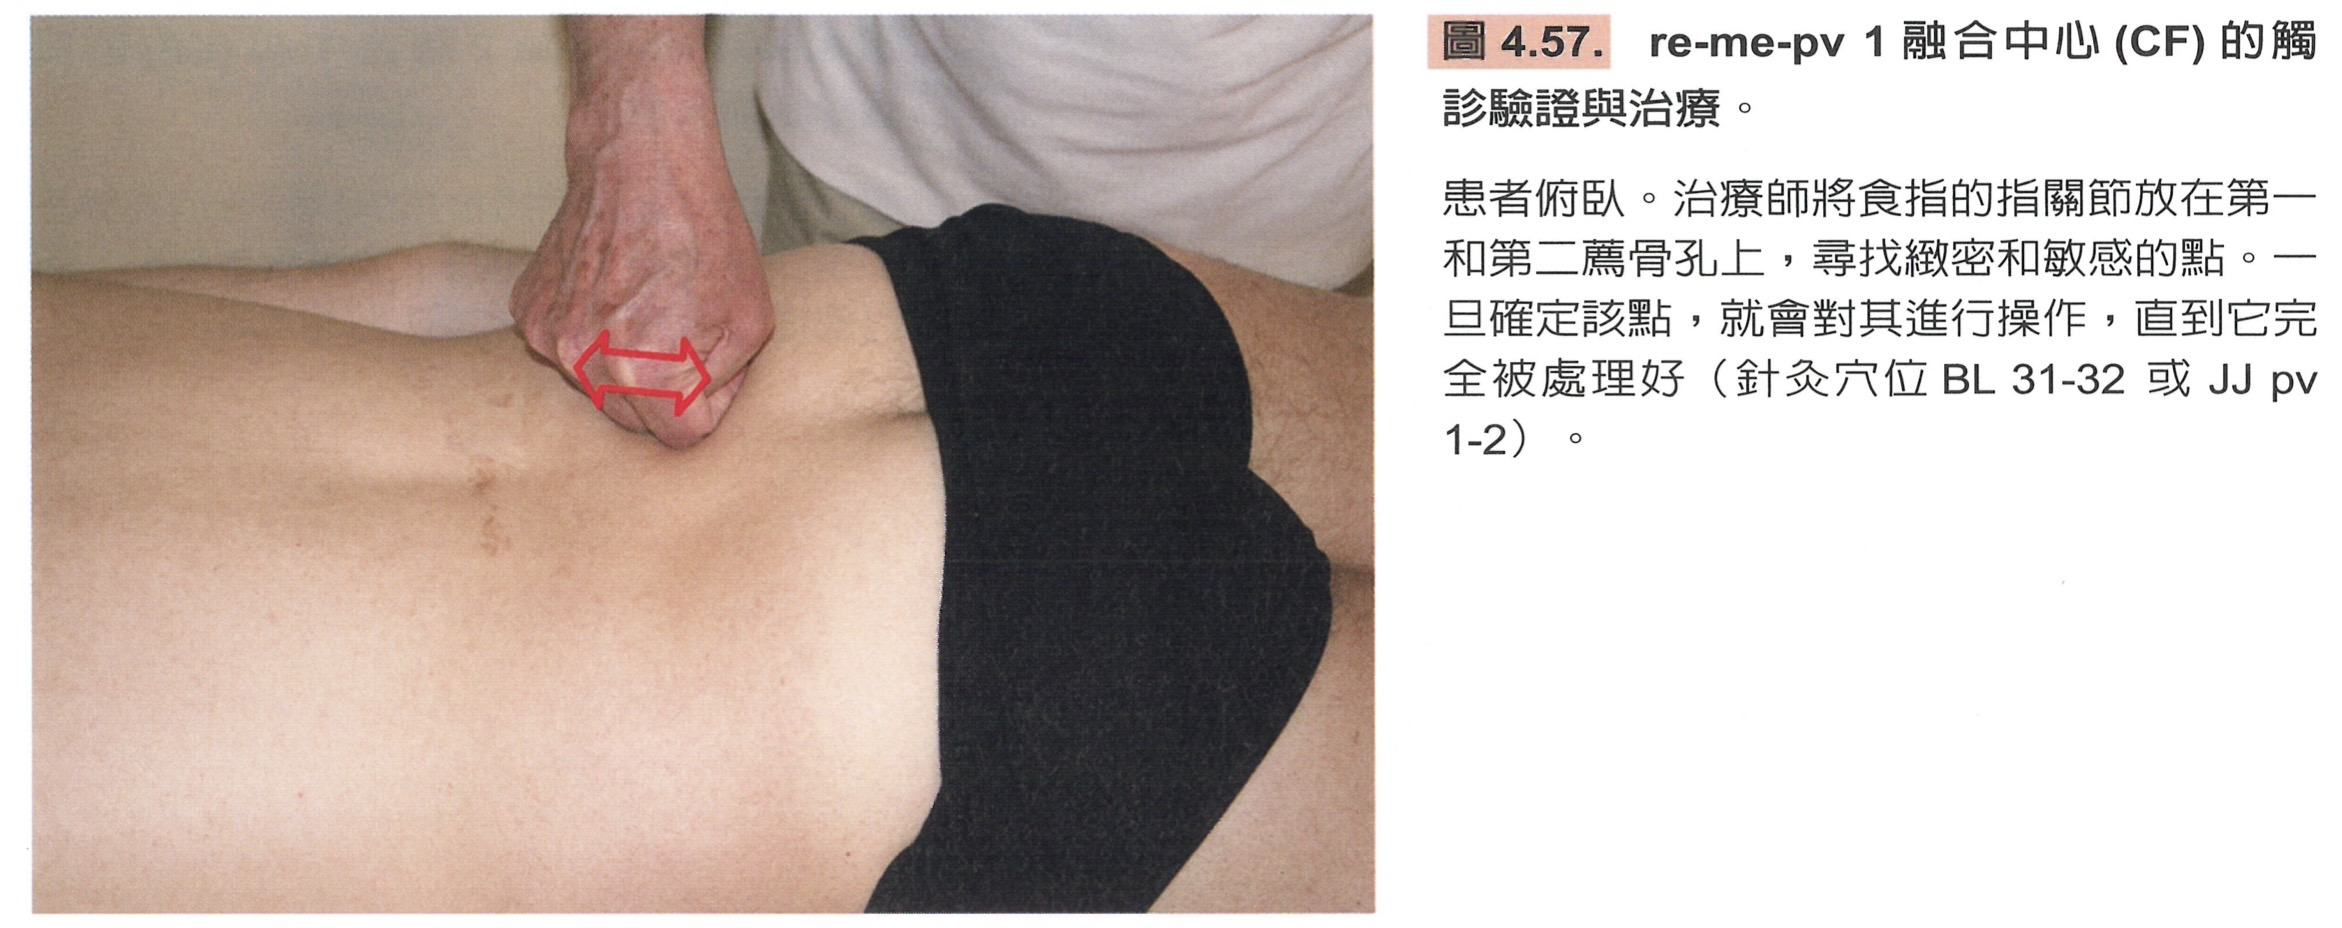 圖 4.57. re-me-pv 1 融合中心 (CF) 的觸
診驗證與治療。
患者俯臥。治療師將食指的指關節放在第一
和第二薦骨孔上，尋找緻密和敏感的點。一
旦確定該點，就會對其進行操作，直到它完
全被處理好（針灸穴位 BL 31-32 或 JJ pv
1-2）。